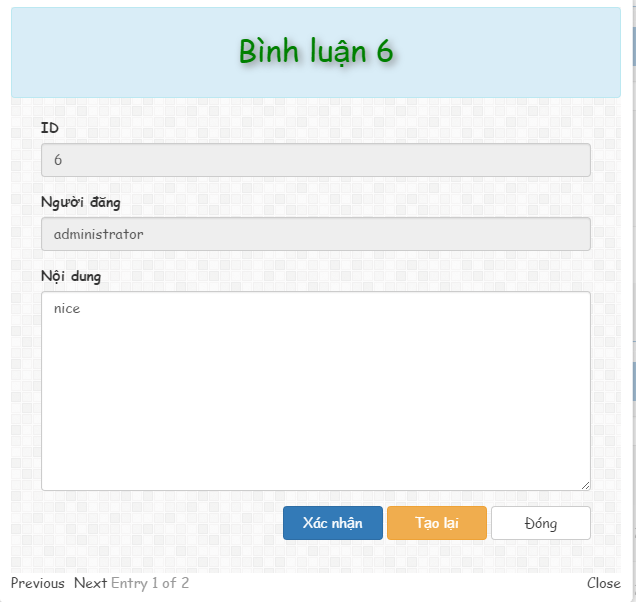 Bình luận 6
ID
6
Người đăng
administrator
Nội dung
nice
Xác nhận Tạo lại Đóng
Previous Next Entry 1 of 2 Close